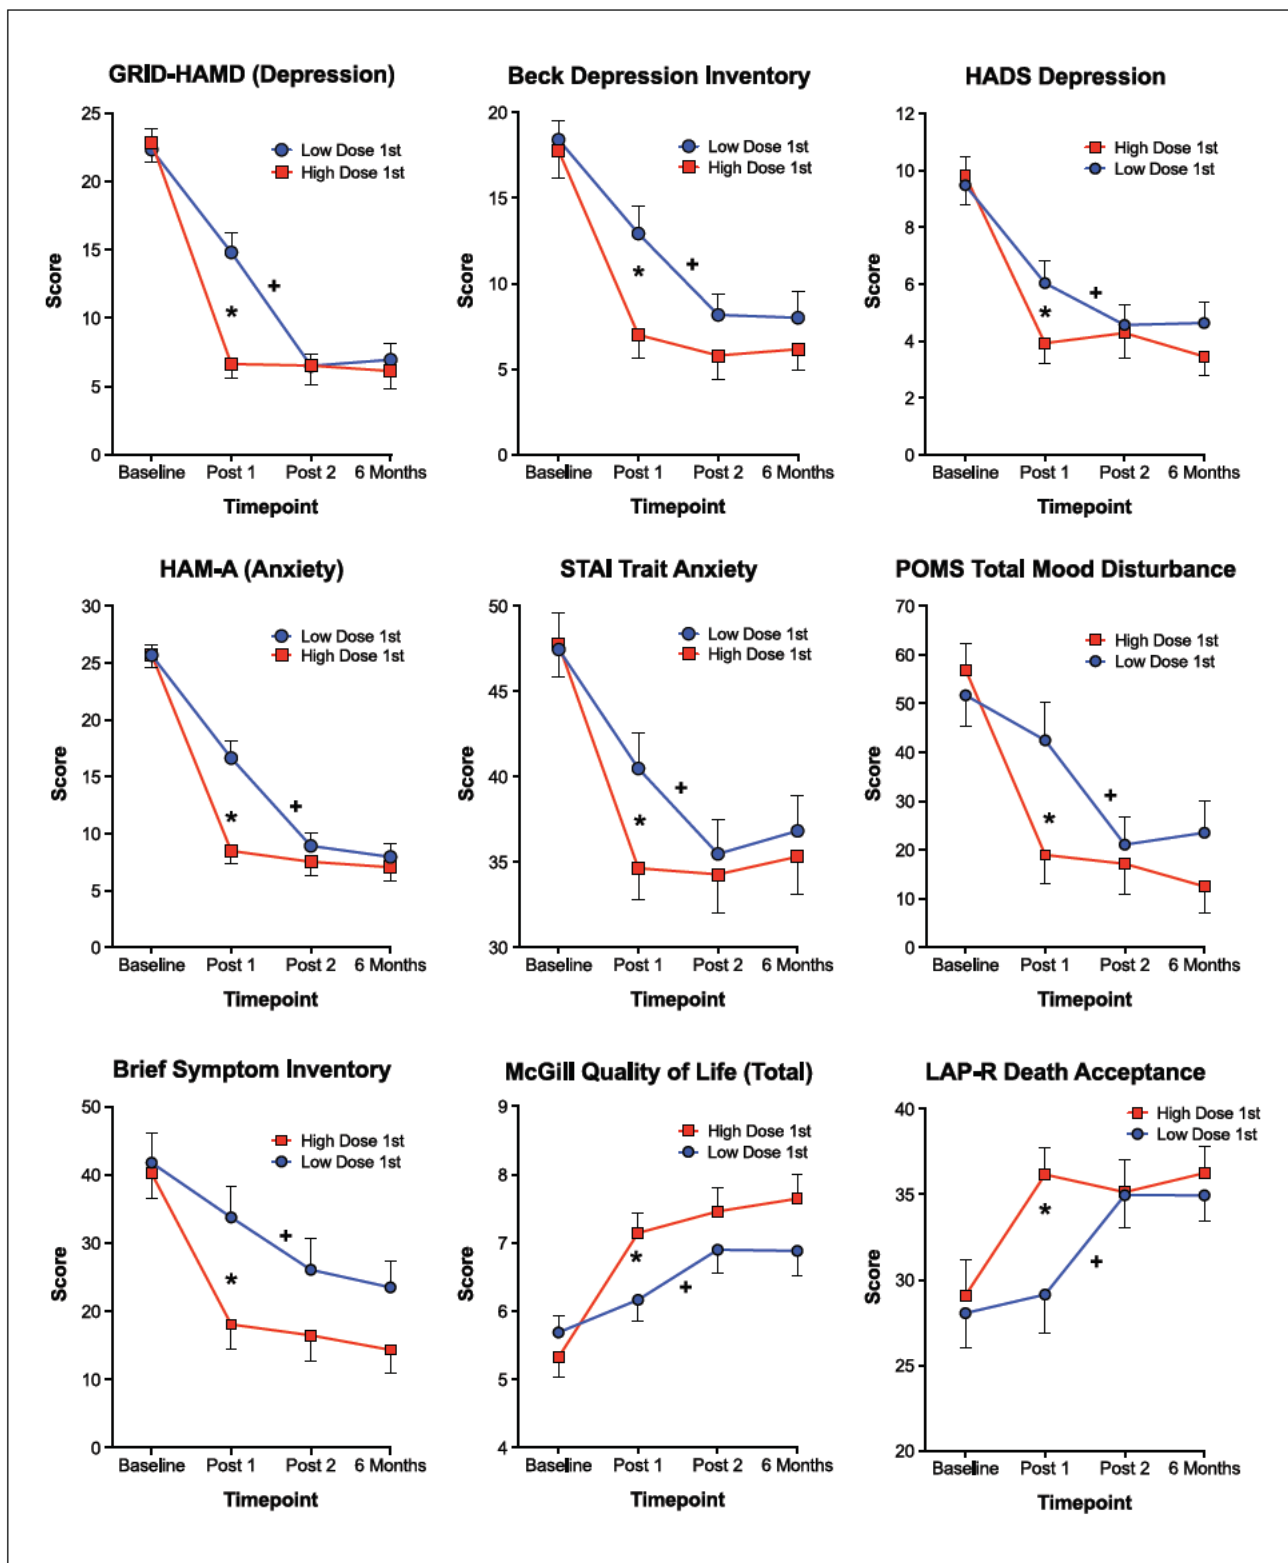 GRID-HAMD (Depression)
25
20
15
10
5
0
Score
Low Dose 1st
High Dose 1st
*
+
Baseline Post 1 Post 2 6 Months
Timepoint
Beck Depression Inventory
20
15
10
5
0
Score
Low Dose 1st
High Dose 1st
*
+
Baseline Post 1 Post 2 6 Months
Timepoint
HADS Depression
12
10
8
6
4
2
0
Score
High Dose 1st
Low Dose 1st
*
+
Baseline Post 1 Post 2 6 Months
Timepoint
HAM-A (Anxiety)
30
25
20
15
10
5
0
Score
Low Dose 1st
High Dose 1st
*
+
Baseline Post 1 Post 2 6 Months
Timepoint
STAI Trait Anxiety
50
45
40
35
30
Score
Low Dose 1st
High Dose 1st
*
+
Baseline Post 1 Post 2 6 Months
Timepoint
POMS Total Mood Disturbance
70
60
50
40
30
20
10
0
Score
High Dose 1st
Low Dose 1st
*
+
Baseline Post 1 Post 2 6 Months
Timepoint
Brief Symptom Inventory
50
40
30
20
10
0
Score
High Dose 1st
Low Dose 1st
*
+
Baseline Post 1 Post 2 6 Months
Timepoint
McGill Quality of Life (Total)
9
8
7
6
5
4
Score
High Dose 1st
Low Dose 1st
*
+
Baseline Post 1 Post 2 6 Months
Timepoint
LAP-R Death Acceptance
40
35
30
25
20
Score
High Dose 1st
Low Dose 1st
*
+
Baseline Post 1 Post 2 6 Months
Timepoint